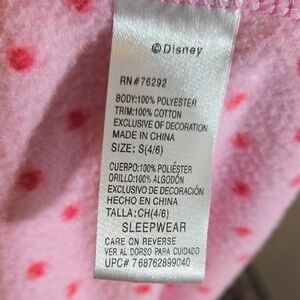 ©Disney
RN#76292
BODY:100% POLYESTER
TRIM:100% COTTON
EXCLUSIVE OF DECORATION
MADE IN CHINA
SIZE: S(4/6)
CUERPO:100% POLIÉSTER
ORILLO:100% ALGODÓN
EXCLUSIVO DE DECORACIÓN
HECHO EN CHINA
TALLA:CH(4/6)
SLEEPWEAR
CARE ON REVERSE
VER AL DORSO PARA CUIDADO
UPC# 768762899040